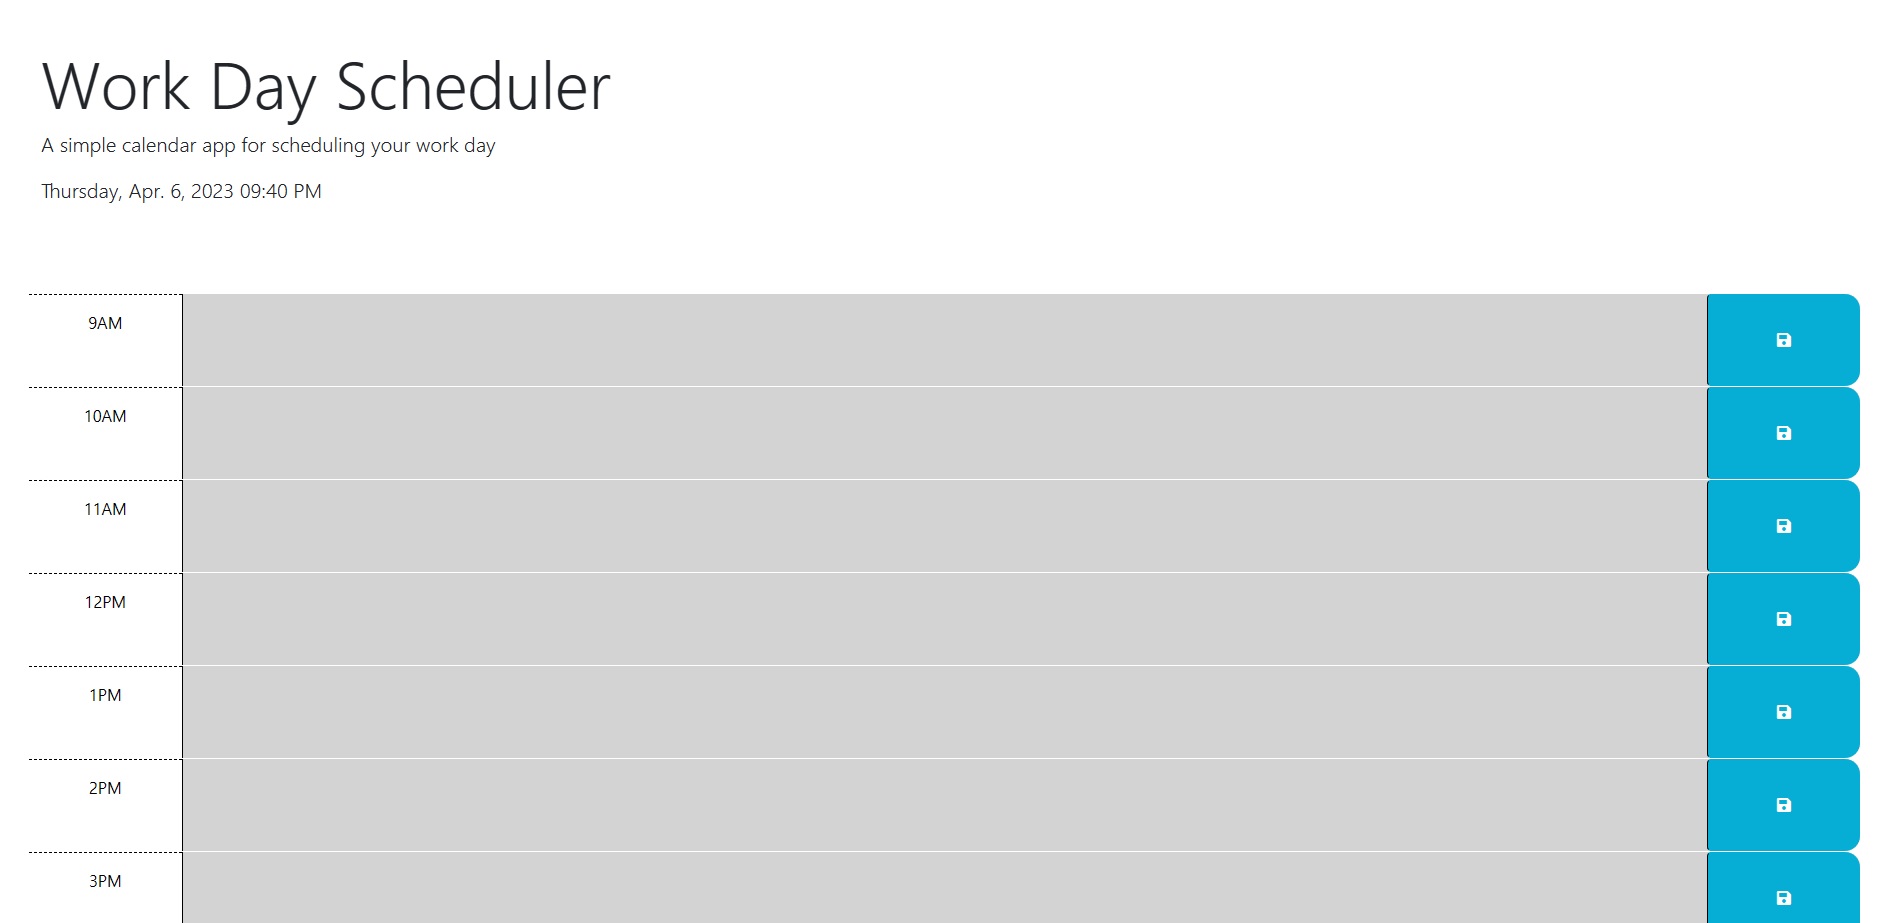 Work Day Scheduler
A simple calendar app for scheduling your work day
Thursday, Apr. 6, 2023 09:40 PM
9AM
10AM
11AM
12PM
1PM
2PM
3PM